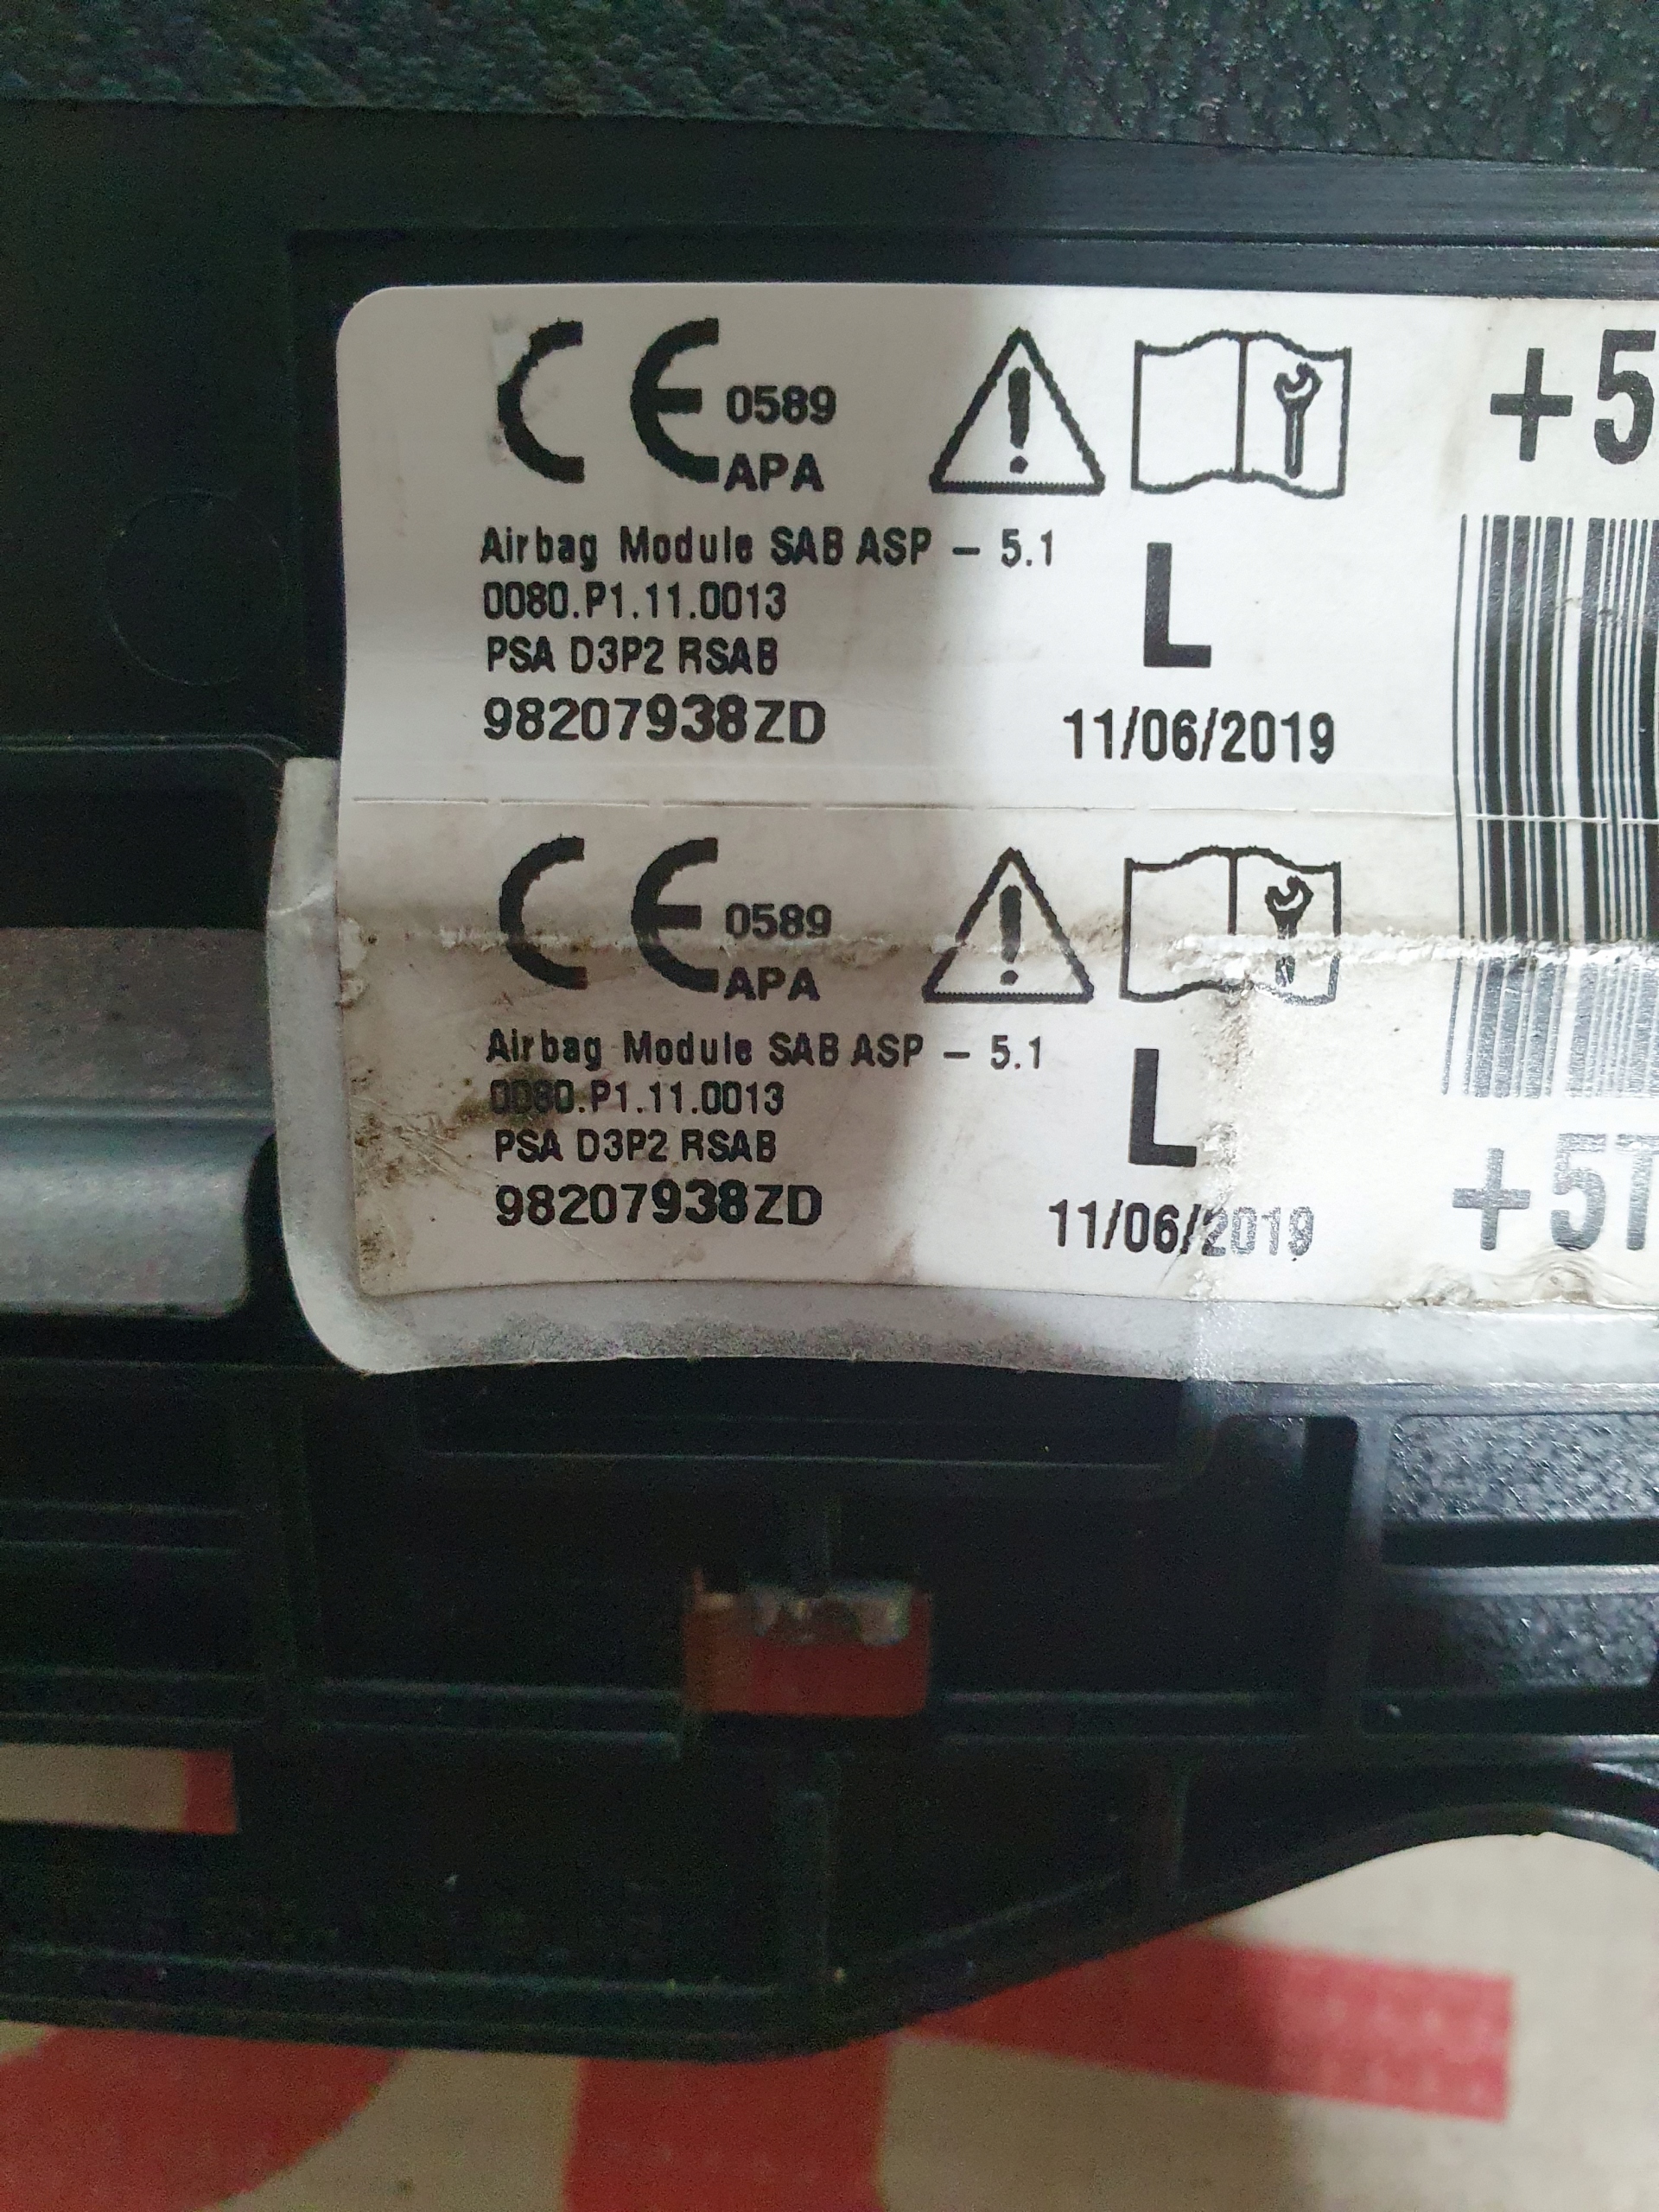 CE 0589
APA
+5
Airbag Module SAB ASP - 5.1
0080.P1.11.0013
L
PSA D3P2 RSAB
98207938ZD
11/06/2019
CE 0589
APA
Airbag Module SAB ASP - 5.1
0080.P1.11.0013
L
PSA D3P2 RSAB
98207938ZD
11/06/2019
+5T